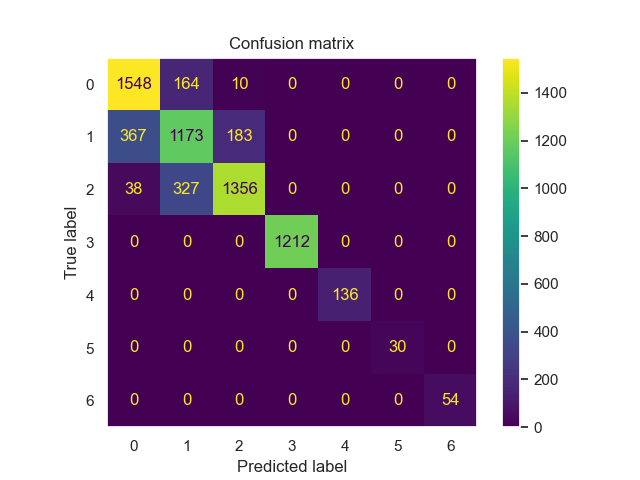 Confusion matrix
0 1548 164 10 0 0 0 0
1 367 1173 183 0 0 0 0
2 38 327 1356 0 0 0 0
3 0 0 0 1212 0 0 0
4 0 0 0 0 136 0 0
5 0 0 0 0 0 30 0
6 0 0 0 0 0 0 54
0 1 2 3 4 5 6
Predicted label
True label
1400
1200
1000
800
600
400
200
0